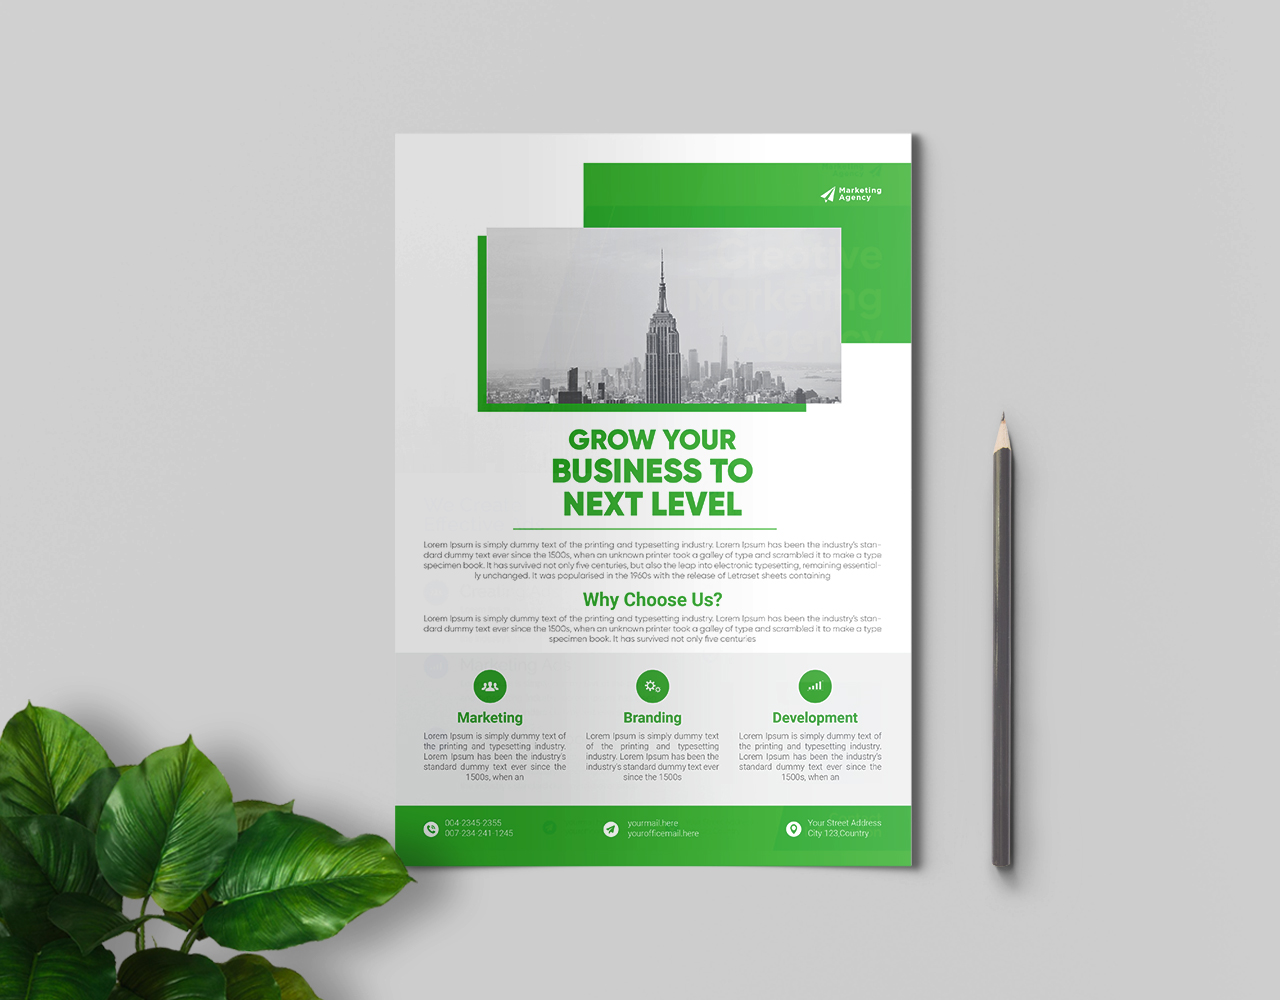 Marketing
Agency
Creative
Marketing
Agency
GROW YOUR
BUSINESS TO
NEXT LEVEL
Lorem Ipsum is simply dummy text of the printing and typesetting industry. Lorem Ipsum has been the industry's stan-
dard dummy text ever since the 1500s, when an unknown printer took a galley of type and scrambled it to make a type
specimen book. It has survived not only five centuries, but also the leap into electronic typesetting, remaining essential-
ly unchanged. It was popularised in the 1960s with the release of Letraset sheets containing
Why Choose Us?
Lorem Ipsum is simply dummy text of the printing and typesetting industry. Lorem Ipsum has been the industry's stan-
dard dummy text ever since the 1500s, when an unknown printer took a galley of type and scrambled it to make a type
specimen book. It has survived not only five centuries
Marketing
Lorem Ipsum is simply dummy text of
the printing and typesetting industry.
Lorem Ipsum has been the industry's
standard dummy text ever since the
1500s, when an
Branding
Lorem Ipsum is simply dummy text
of the printing and typesetting
industry. Lorem Ipsum has been the
industry's standard dummy text ever
since the 1500s
Development
Lorem Ipsum is simply dummy text of
the printing and typesetting industry.
Lorem Ipsum has been the industry's
standard dummy text ever since the
1500s, when an
004-2345-2355
007-234-241-1245
yourmail.here
yourofficemail.here
Your Street Address
City 123,Country